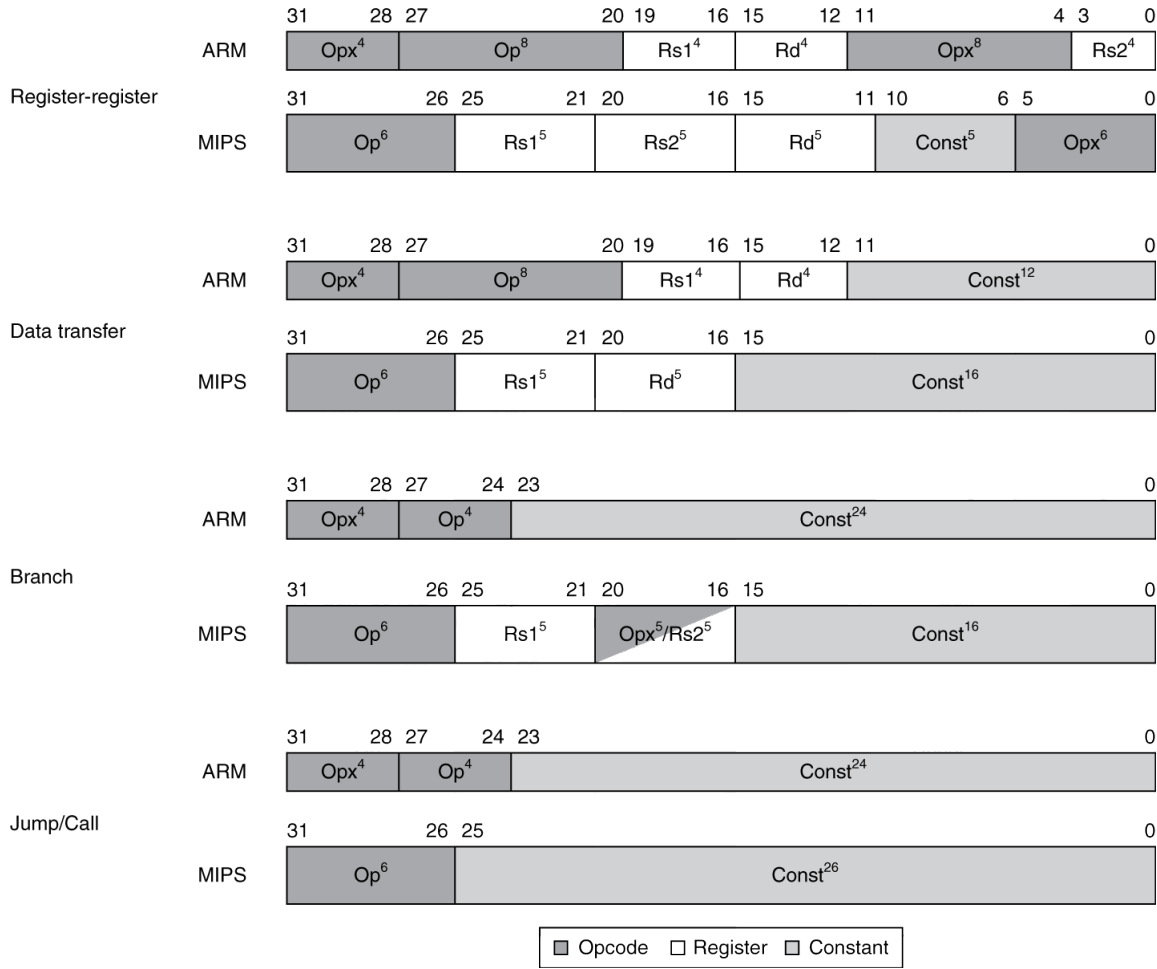 31 28 27 20 19 16 15 12 11 4 3 0
ARM Opx4 Op8 Rs14 Rd4 Opx8 Rs24
Register-register
31 26 25 21 20 16 15 11 10 6 5 0
MIPS Op6 Rs15 Rs25 Rd5 Const5 Opx6
31 28 27 20 19 16 15 12 11 0
ARM Opx4 Op8 Rs14 Rd4 Const12
Data transfer
31 26 25 21 20 16 15 0
MIPS Op6 Rs15 Rd5 Const16
31 28 27 24 23 0
ARM Opx4 Op4 Const24
Branch
31 26 25 21 20 16 15 0
MIPS Op6 Rs15 Opx5/Rs25 Const16
31 28 27 24 23 0
ARM Opx4 Op4 Const24
Jump/Call
31 26 25 0
MIPS Op6 Const26
Opcode Register Constant